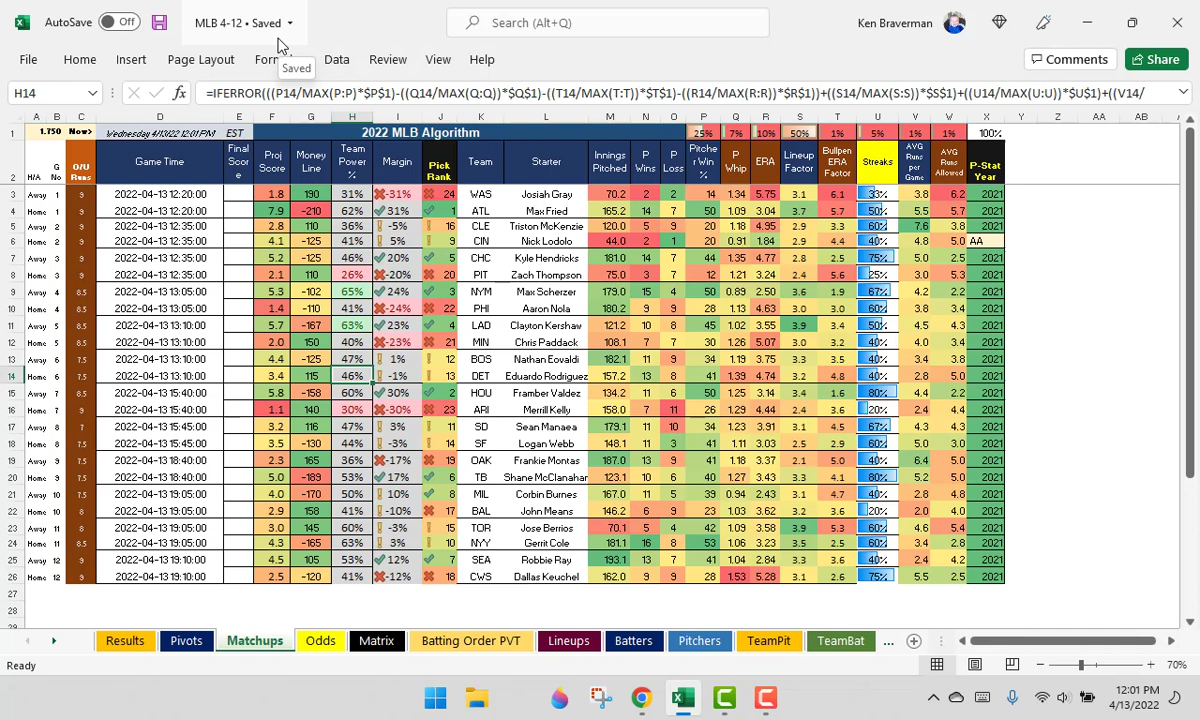 AutoSave Off MLB 4-12 • Saved Search (Alt+Q) Ken Braverman
File Home Insert Page Layout Data Review View Help Comments Share
Saved
H14 fx =IFERROR(((P14/MAX(P:P)*$P$1)-((Q14/MAX(Q:Q)*$Q$1)-((T14/MAX(T:T)*$T$1)-((R14/MAX(R:R)*$R$1)+((S14/MAX(S:S)*$S$1)+((U14/MAX(U:U)*$U$1)+((V14/
A B C D E F G H I J K L M N O P Q R S T U V W X Y Z AA AB
1 1.750 Now> Wednesday 4/13/22 12:01 PM EST 2022 MLB Algorithm 25% 7% 10% 50% 1% 5% 1% 1% 100%
2 H/A G No O/U Runs Game Time Final Score Proj Score Money Line Team Power % Margin Pick Rank Team Starter Innings Pitched P Wins P Loss Pitcher Win % P Whip ERA Lineup Factor Bullpen ERA Factor Streaks AVG Runs per Game AVG Runs Allowed P-Stat Year
3 Away 1 9 2022-04-13 12:20:00 1.8 190 31% -31% 24 WAS Josiah Gray 70.2 2 2 14 1.34 5.75 3.1 6.1 33% 3.8 6.2 2021
4 Home 1 9 2022-04-13 12:20:00 7.9 -210 62% 31% 1 ATL Max Fried 165.2 14 7 50 1.09 3.04 3.7 5.7 50% 5.5 5.7 2021
5 Away 2 9 2022-04-13 12:35:00 2.8 110 36% -5% 16 CLE Triston McKenzie 120.0 5 9 20 1.18 4.95 2.9 3.3 60% 7.6 3.8 2021
6 Home 2 9 2022-04-13 12:35:00 4.1 -125 41% 5% 9 CIN Nick Lodolo 44.0 2 1 20 0.91 1.84 2.9 4.4 40% 4.8 5.0 AA
7 Away 3 9 2022-04-13 12:35:00 5.2 -125 46% 20% 5 CHC Kyle Hendricks 181.0 14 7 44 1.35 4.77 2.8 2.5 75% 5.0 2.5 2021
8 Home 3 9 2022-04-13 12:35:00 2.1 110 26% -20% 20 PIT Zach Thompson 75.0 3 7 12 1.21 3.24 2.4 5.6 25% 3.0 5.3 2021
9 Away 4 8.5 2022-04-13 13:10:00 5.3 -102 65% 24% 3 NYM Max Scherzer 179.0 15 4 50 0.89 2.50 3.6 1.9 67% 4.2 2.2 2021
10 Home 4 8.5 2022-04-13 13:10:00 1.4 -110 41% -24% 22 PHI Aaron Nola 180.2 9 9 28 1.13 4.63 3.1 4.0 60% 3.8 3.4 2021
11 Away 5 8.5 2022-04-13 13:10:00 5.7 -167 63% 23% 4 LAD Clayton Kershaw 121.2 10 8 45 1.02 3.55 3.9 3.4 50% 4.5 4.3 2021
12 Home 5 8.5 2022-04-13 13:10:00 2.0 150 40% -23% 21 MIN Chris Paddack 108.1 7 7 30 1.26 5.07 3.3 3.1 40% 3.4 3.4 2021
13 Away 6 7.5 2022-04-13 13:10:00 4.4 -125 47% 1% 12 BOS Nathan Eovaldi 182.1 11 9 34 1.19 3.75 3.3 3.5 40% 3.4 3.8 2021
14 Home 6 7.5 2022-04-13 13:10:00 3.4 115 46% -1% 13 DET Eduardo Rodriguez 157.2 13 8 41 1.39 4.74 3.2 4.8 40% 2.8 5.0 2021
15 Away 7 8.5 2022-04-13 15:40:00 5.8 -158 60% 30% 2 HOU Framber Valdez 134.2 11 6 50 1.25 3.14 3.4 1.6 80% 4.4 2.2 2021
16 Home 7 9 2022-04-13 15:40:00 1.1 140 30% -30% 23 ARI Merrill Kelly 158.0 7 11 26 1.29 4.44 2.2 5.1 20% 2.4 4.4 2021
17 Away 8 7 2022-04-13 15:45:00 3.2 116 47% 3% 11 SD Sean Manaea 179.1 11 10 34 1.23 3.91 3.1 4.5 67% 4.3 2.7 2021
18 Home 8 7.5 2022-04-13 15:45:00 3.5 -130 44% -3% 14 SF Logan Webb 148.1 11 3 41 1.11 3.03 2.5 2.9 60% 3.0 3.0 2021
19 Away 9 7.5 2022-04-13 18:40:00 2.3 165 36% -17% 19 OAK Frankie Montas 187.0 13 9 41 1.18 3.37 2.1 5.0 40% 6.4 5.0 2021
20 Home 9 7.5 2022-04-13 18:40:00 5.0 -189 53% 17% 6 TB Shane McClanahan 123.1 10 6 40 1.27 3.43 3.3 4.1 80% 5.2 5.0 2021
21 Away 10 7.5 2022-04-13 19:05:00 4.0 -170 50% 10% 8 MIL Corbin Burnes 167.0 11 5 39 0.94 2.43 3.1 4.7 40% 2.8 4.8 2021
22 Home 10 9 2022-04-13 19:05:00 2.9 158 41% -10% 17 BAL John Means 146.2 6 9 23 1.03 3.62 3.2 3.2 20% 2.0 4.0 2021
23 Away 11 8 2022-04-13 19:05:00 3.0 145 60% -3% 15 TOR Jose Berrios 70.1 5 4 42 1.09 3.58 3.9 5.3 60% 4.6 5.4 2021
24 Home 11 8.5 2022-04-13 19:05:00 4.3 -165 63% 3% 10 NYY Gerrit Cole 181.1 16 8 53 1.06 3.23 3.5 2.5 60% 3.4 2.8 2021
25 Away 12 9 2022-04-13 19:10:00 4.5 105 53% 12% 7 SEA Robbie Ray 193.1 13 7 41 1.04 2.84 3.3 3.6 40% 2.5 4.2 2021
26 Home 12 9 2022-04-13 19:10:00 2.5 -120 41% -12% 18 CWS Dallas Keuchel 162.0 9 9 28 1.53 5.28 3.1 2.6 75% 5.5 2.5 2021
27
28
29
Results Pivots Matchups Odds Matrix Batting Order PVT Lineups Batters Pitchers TeamPit TeamBat ...
Ready 70%
12:01 PM
4/13/2022